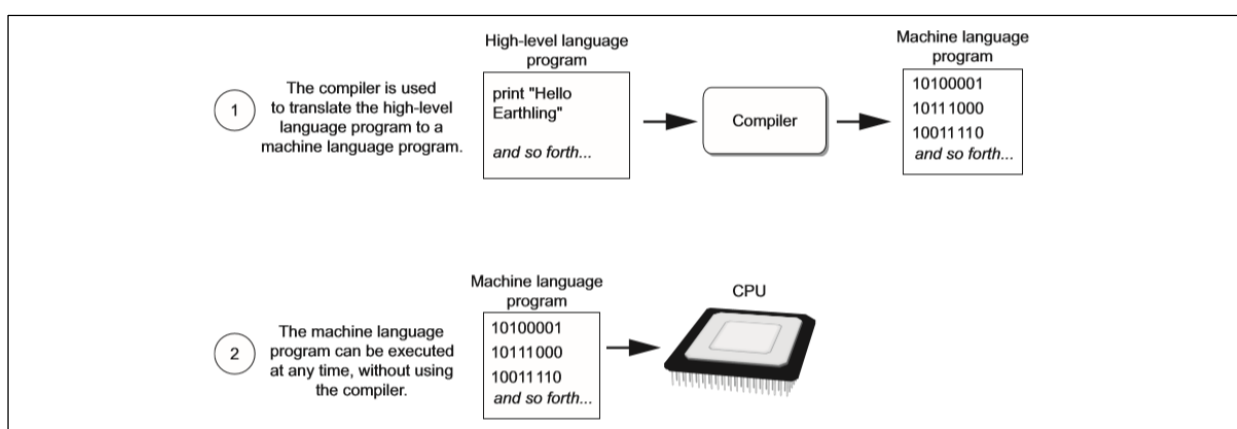 High-level language
program
Machine language
program
1
The compiler is used
to translate the high-level
language program to a
machine language program.
print "Hello
Earthling"
and so forth...
Compiler
10100001
10111000
10011110
and so forth...
Machine language
program
CPU
2
The machine language
program can be executed
at any time, without using
the compiler.
10100001
10111000
10011110
and so forth...